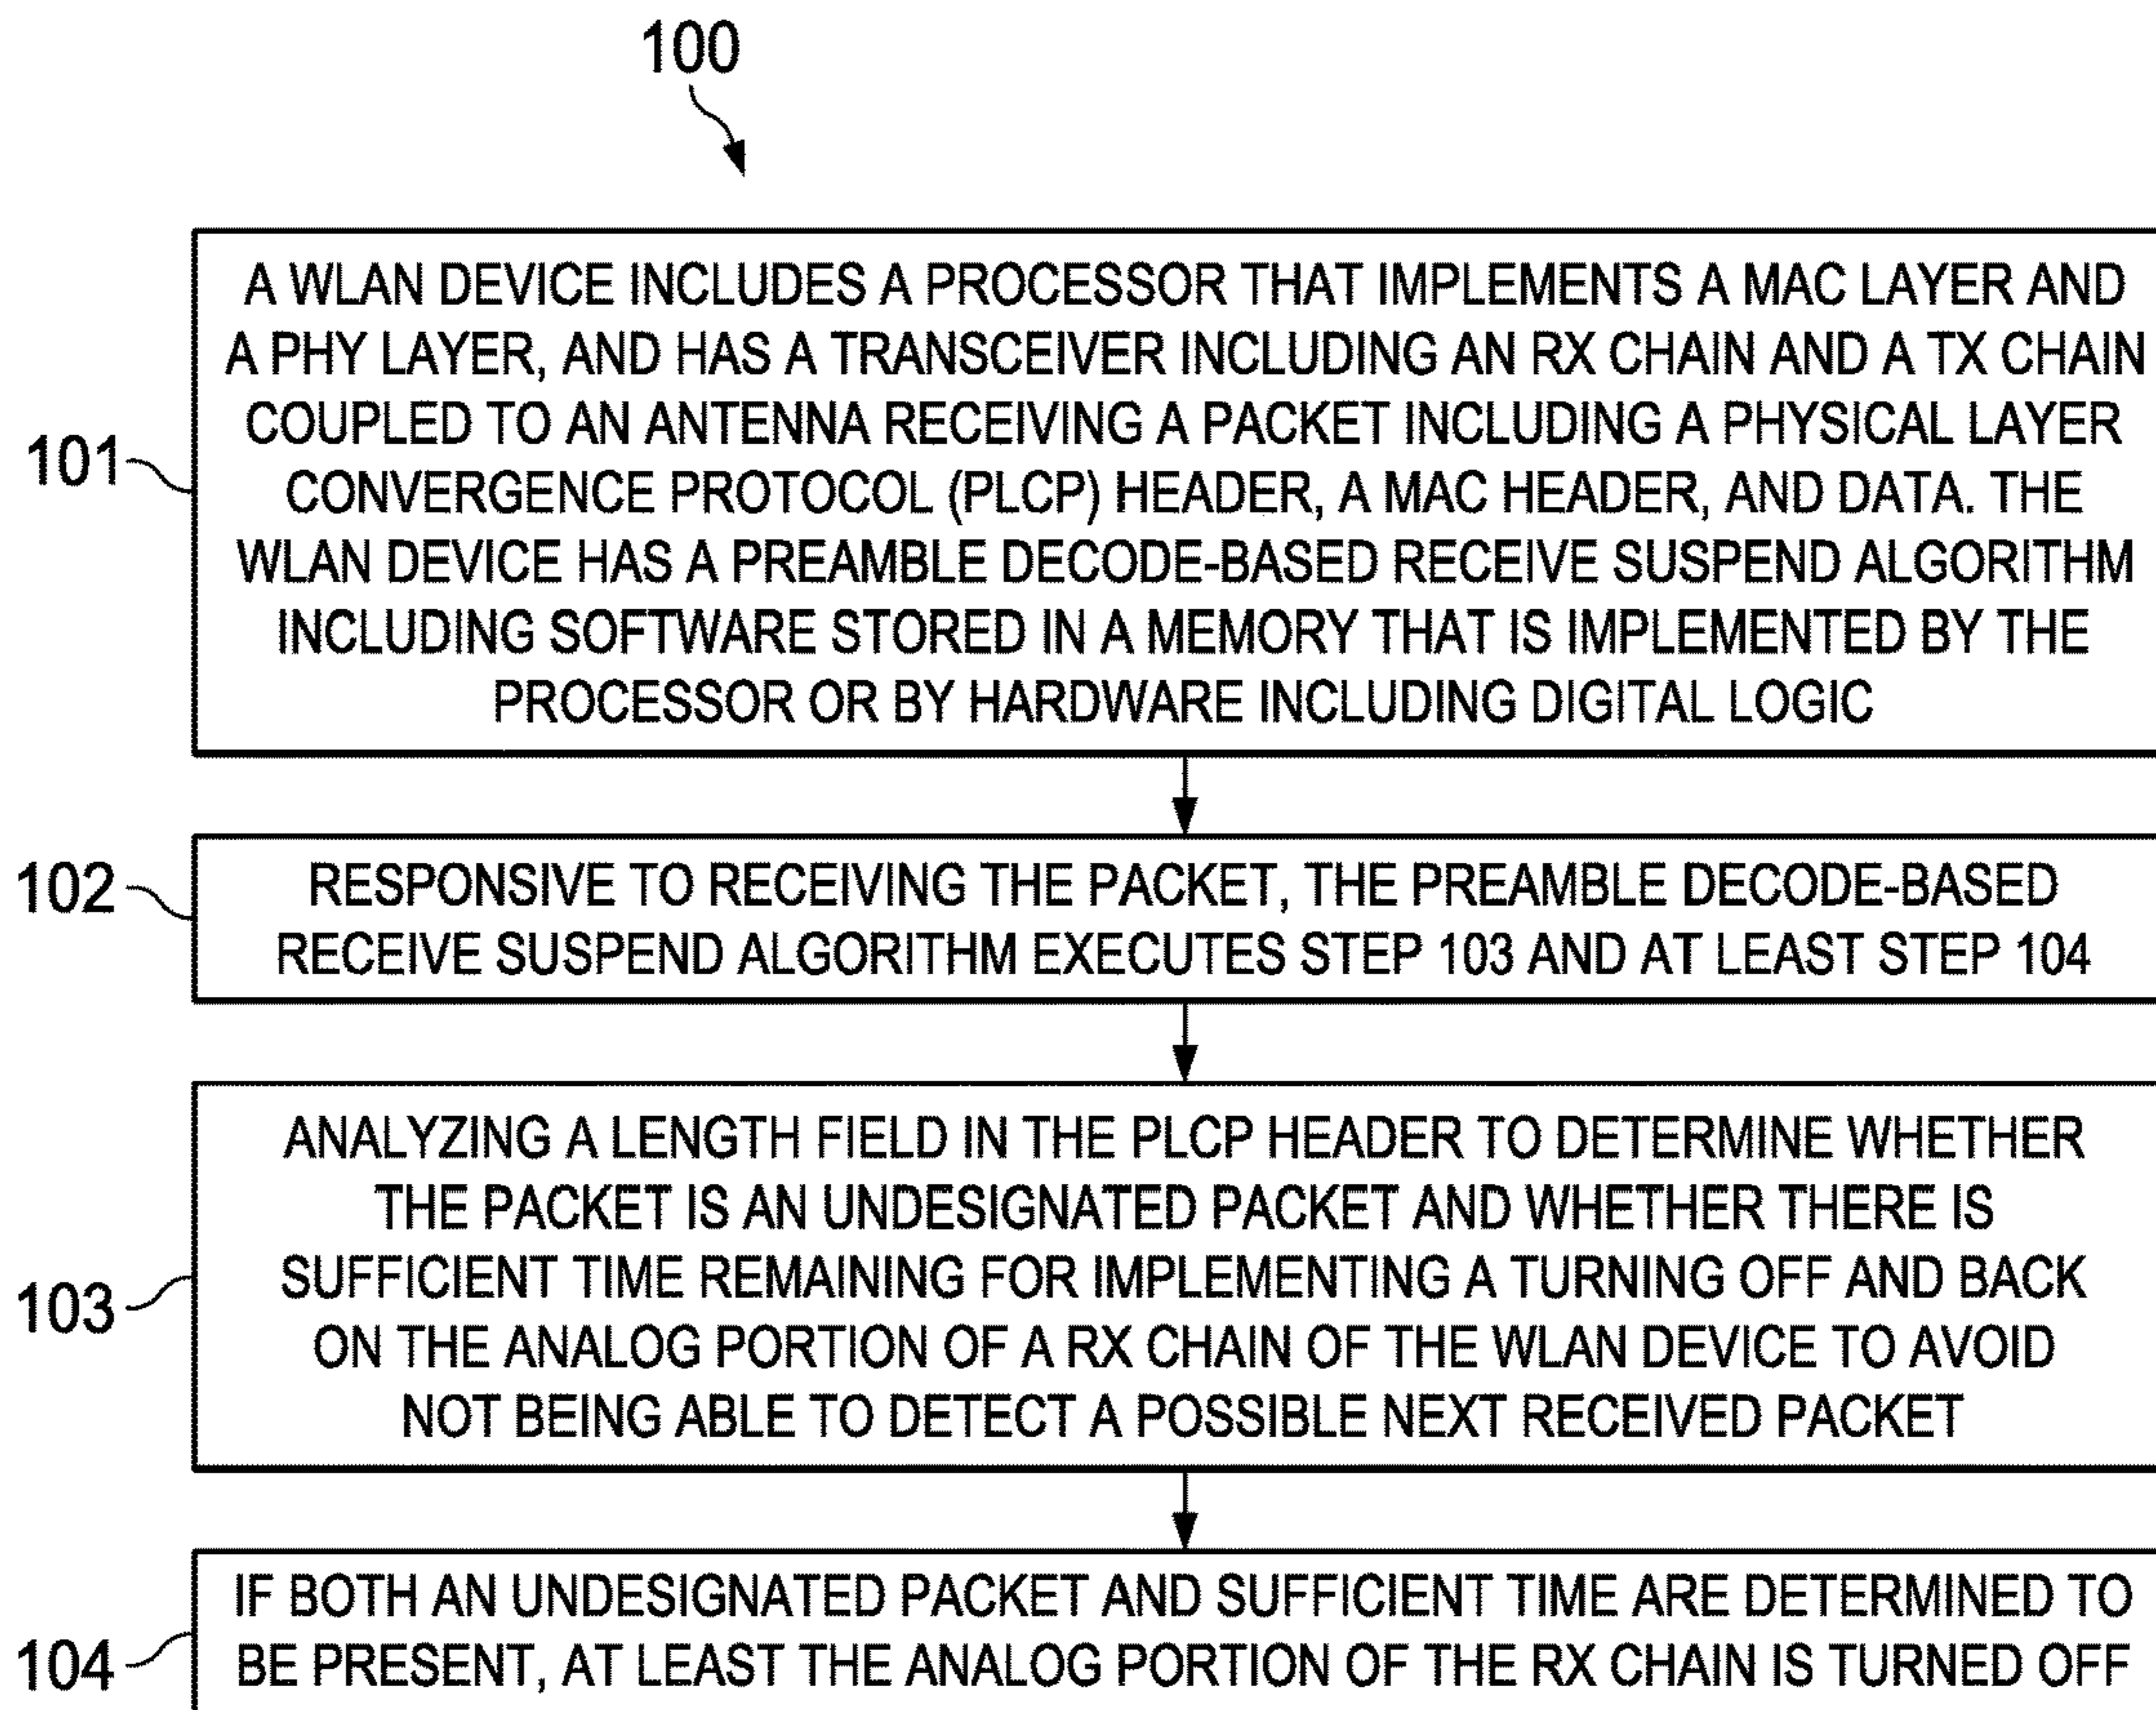 100
A WLAN DEVICE INCLUDES A PROCESSOR THAT IMPLEMENTS A MAC LAYER AND
A PHY LAYER, AND HAS A TRANSCEIVER INCLUDING AN RX CHAIN AND A TX CHAIN
COUPLED TO AN ANTENNA RECEIVING A PACKET INCLUDING A PHYSICAL LAYER
CONVERGENCE PROTOCOL (PLCP) HEADER, A MAC HEADER, AND DATA. THE
WLAN DEVICE HAS A PREAMBLE DECODE-BASED RECEIVE SUSPEND ALGORITHM
INCLUDING SOFTWARE STORED IN A MEMORY THAT IS IMPLEMENTED BY THE
PROCESSOR OR BY HARDWARE INCLUDING DIGITAL LOGIC
101
RESPONSIVE TO RECEIVING THE PACKET, THE PREAMBLE DECODE-BASED
RECEIVE SUSPEND ALGORITHM EXECUTES STEP 103 AND AT LEAST STEP 104
102
ANALYZING A LENGTH FIELD IN THE PLCP HEADER TO DETERMINE WHETHER
THE PACKET IS AN UNDESIGNATED PACKET AND WHETHER THERE IS
SUFFICIENT TIME REMAINING FOR IMPLEMENTING A TURNING OFF AND BACK
ON THE ANALOG PORTION OF A RX CHAIN OF THE WLAN DEVICE TO AVOID
NOT BEING ABLE TO DETECT A POSSIBLE NEXT RECEIVED PACKET
103
IF BOTH AN UNDESIGNATED PACKET AND SUFFICIENT TIME ARE DETERMINED TO
BE PRESENT, AT LEAST THE ANALOG PORTION OF THE RX CHAIN IS TURNED OFF
104